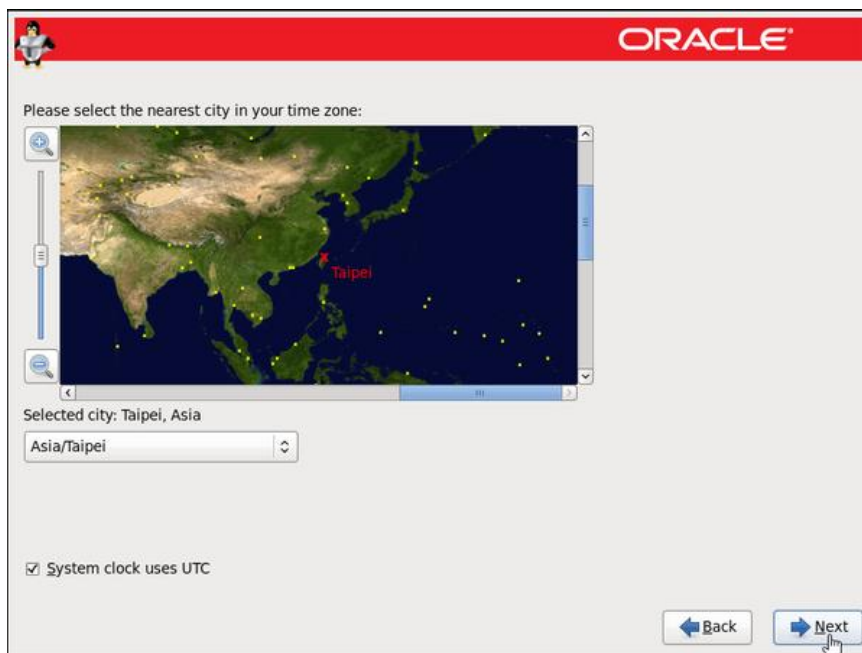 ORACLE®
Please select the nearest city in your time zone:
Taipei
Selected city: Taipei, Asia
Asia/Taipei
System clock uses UTC
Back
Next